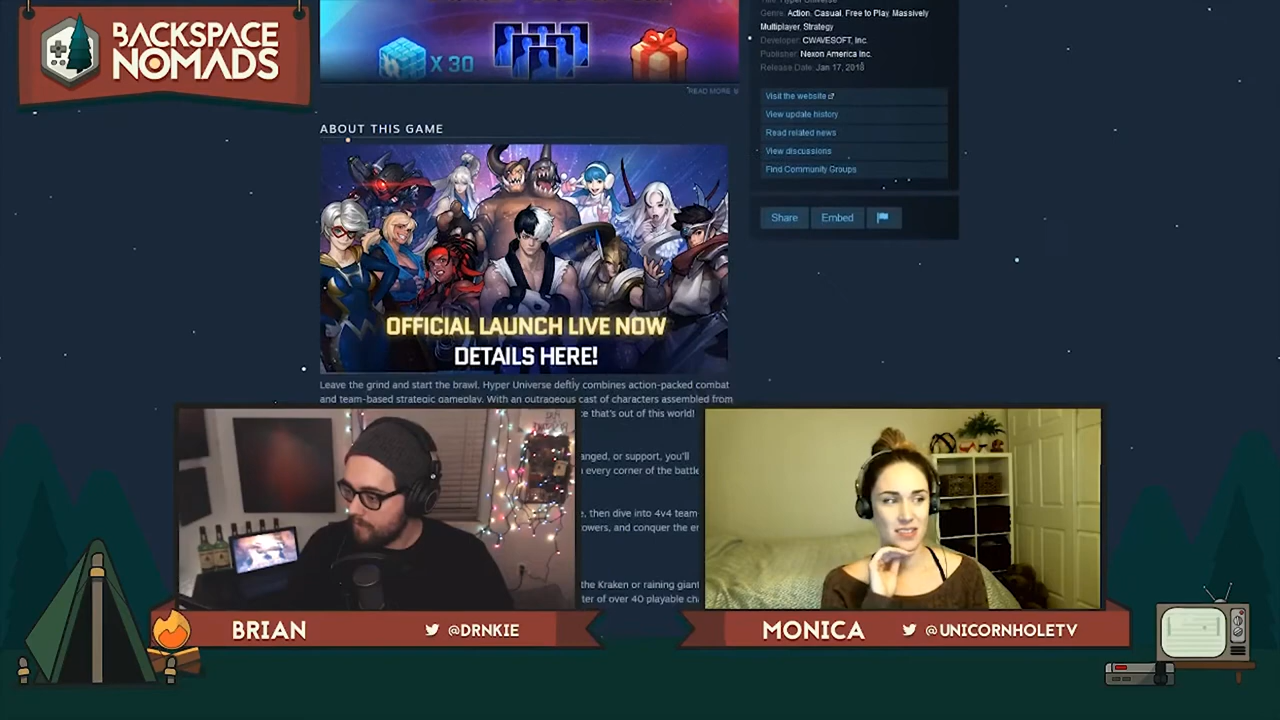 BACKSPACE
NOMADS
X 30
READ MORE
Genre: Action, Casual, Free to Play, Massively
Multiplayer, Strategy
Developer: CWAVESOFT, Inc.
Publisher: Nexon America Inc.
Release Date: Jan 17, 2018
Visit the website
View update history
Read related news
View discussions
Find Community Groups
Share Embed
ABOUT THIS GAME
OFFICIAL LAUNCH LIVE NOW
DETAILS HERE!
Leave the grind and start the brawl, Hyper Universe deftly combines action-packed combat
and team-based strategic gameplay. With an outrageous cast of characters assembled from
that's out of this world!
anged, or support, you'll
every corner of the battle
, then dive into 4v4 team-
owers, and conquer the
the Kraken or raining giant
ter of over 40 playable
BRIAN @DRNKIE
MONICA @UNICORNHOLETV